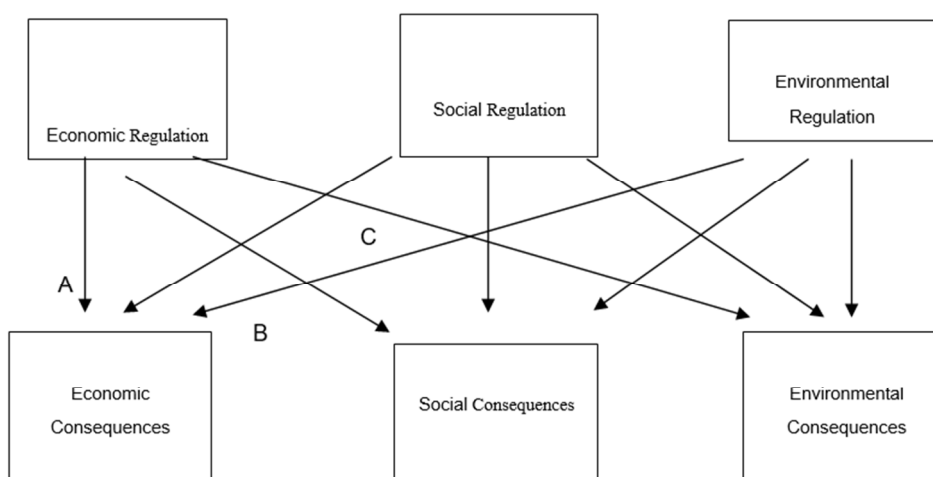 Economic Regulation
Social Regulation
Environmental
Regulation
C
A
B
Economic
Consequences
Social Consequences
Environmental
Consequences